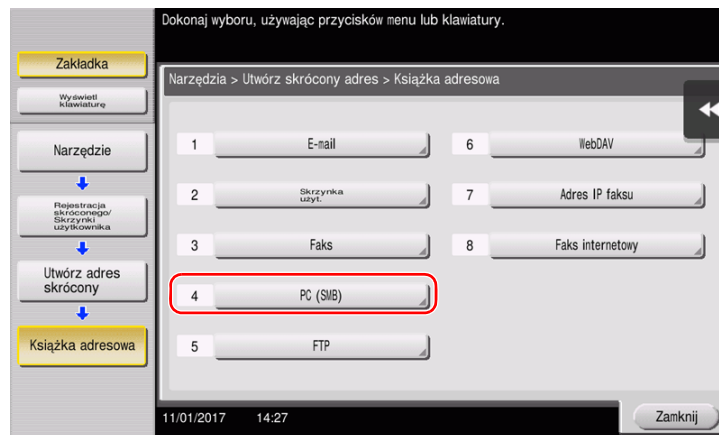 Dokonaj wyboru, używając przycisków menu lub klawiatury.
Zakładka
Wyświetl
klawiaturę
Narzędzie
Rejestracja
skróconego/
Skrzynki
użytkownika
Utwórz adres
skrócony
Książka adresowa
Narzędzia > Utwórz skrócony adres > Książka adresowa
1 E-mail
2 Skrzynka
użyt.
3 Faks
4 PC (SMB)
5 FTP
6 WebDAV
7 Adres IP faksu
8 Faks internetowy
11/01/2017 14:27
Zamknij